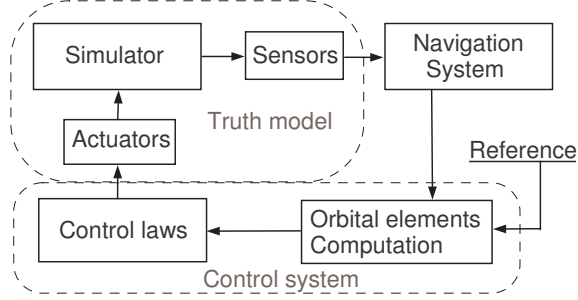 Simulator
Sensors
Navigation
System
Truth model
Actuators
Reference
Control laws
Orbital elements
Computation
Control system